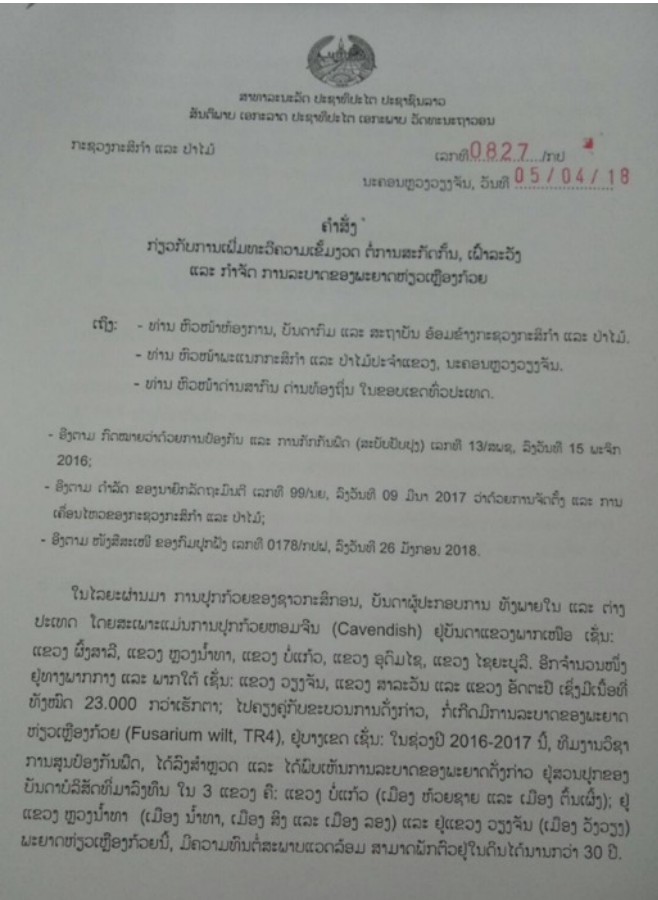 ສາທາລະນະລັດ ປະຊາທິປະໄຕ ປະຊາຊົນລາວ
ສັນຕິພາບ ເອກະລາດ ປະຊາທິປະໄຕ ເອກະພາບ ວັດທະນະຖາວອນ
ກະຊວງກະສິກຳ ແລະ ປ່າໄມ້
ເລກທີ 0827 /ກປ
ນະຄອນຫຼວງວຽງຈັນ, ວັນທີ 05/04/18
ຄຳສັ່ງ
ກ່ຽວກັບການເພີ່ມທະວີຄວາມເຂັ້ມງວດ ຕໍ່ການສະກັດກັ້ນ, ເຝົ້າລະວັງ
ແລະ ກຳຈັດ ການລະບາດຂອງພະຍາດຫ່ຽວເຫຼືອງກ້ວຍ
ເຖິງ: - ທ່ານ ຫົວໜ້າຫ້ອງການ, ບັນດາກົມ ແລະ ສະຖາບັນ ອ້ອມຂ້າງກະຊວງກະສິກຳ ແລະ ປ່າໄມ້.
- ທ່ານ ຫົວໜ້າພະແນກກະສິກຳ ແລະ ປ່າໄມ້ປະຈຳແຂວງ, ນະຄອນຫຼວງວຽງຈັນ.
- ທ່ານ ຫົວໜ້າດ່ານສາກົນ ດ່ານທ້ອງຖິ່ນ ໃນຂອບເຂດທົ່ວປະເທດ.
- ອີງຕາມ ກົດໝາຍວ່າດ້ວຍການປ້ອງກັນ ແລະ ການກັກກັນພືດ (ສະບັບປັບປຸງ) ເລກທີ 13/ສພຊ, ລົງວັນທີ 15 ພະຈິກ
2016;
- ອີງຕາມ ດຳລັດ ຂອງນາຍົກລັດຖະມົນຕີ ເລກທີ 99/ນຍ, ລົງວັນທີ 09 ມີນາ 2017 ວ່າດ້ວຍການຈັດຕັ້ງ ແລະ ການ
ເຄື່ອນໄຫວຂອງກະຊວງກະສິກຳ ແລະ ປ່າໄມ້;
- ອີງຕາມ ໜັງສືສະເໜີ ຂອງກົມປູກຝັງ ເລກທີ 0178/ກປຝ, ລົງວັນທີ 26 ມັງກອນ 2018.
ໃນໄລຍະຜ່ານມາ ການປູກກ້ວຍຂອງຊາວກະສິກອນ, ບັນດາຜູ້ປະກອບການ ທັງພາຍໃນ ແລະ ຕ່າງ
ປະເທດ ໂດຍສະເພາະແມ່ນການປູກກ້ວຍຫອມຈີນ (Cavendish) ຢູ່ບັນດາແຂວງພາກເໜືອ ເຊັ່ນ:
ແຂວງ ຜົ້ງສາລີ, ແຂວງ ຫຼວງນ້ຳທາ, ແຂວງ ບໍ່ແກ້ວ, ແຂວງ ອຸດົມໄຊ, ແຂວງ ໄຊຍະບູລີ. ອີກຈຳນວນໜຶ່ງ
ຢູ່ທາງພາກກາງ ແລະ ພາກໃຕ້ ເຊັ່ນ: ແຂວງ ວຽງຈັນ, ແຂວງ ສາລະວັນ ແລະ ແຂວງ ອັດຕະປື ເຊິ່ງມີເນື້ອທີ່
ທັງໝົດ 23.000 ກວ່າເຮັກຕາ; ໄປຄຽງຄູ່ກັບຂະບວນການດັ່ງກ່າວ, ກໍ່ເກີດມີການລະບາດຂອງພະຍາດ
ຫ່ຽວເຫຼືອງກ້ວຍ (Fusarium wilt, TR4), ຢູ່ບາງເຂດ ເຊັ່ນ: ໃນຊ່ວງປີ 2016-2017 ນີ້, ທີມງານວິຊາ
ການສູນປ້ອງກັນພືດ, ໄດ້ລົງສຳຫຼວດ ແລະ ໄດ້ພົບເຫັນການລະບາດຂອງພະຍາດດັ່ງກ່າວ ຢູ່ສວນປູກຂອງ
ບັນດາບໍລິສັດທີ່ມາລົງທຶນ ໃນ 3 ແຂວງ ຄື: ແຂວງ ບໍ່ແກ້ວ (ເມືອງ ຫ້ວຍຊາຍ ແລະ ເມືອງ ຕົ້ນເຜິ້ງ); ຢູ່
ແຂວງ ຫຼວງນ້ຳທາ (ເມືອງ ນ້ຳທາ, ເມືອງ ສິງ ແລະ ເມືອງ ລອງ) ແລະ ຢູ່ແຂວງ ວຽງຈັນ (ເມືອງ ວັງວຽງ)
ພະຍາດຫ່ຽວເຫຼືອງກ້ວຍນີ້, ມີຄວາມທົນຕໍ່ສະພາບແວດລ້ອມ ສາມາດພັກຕົວຢູ່ໃນດິນໄດ້ນານກວ່າ 30 ປີ.